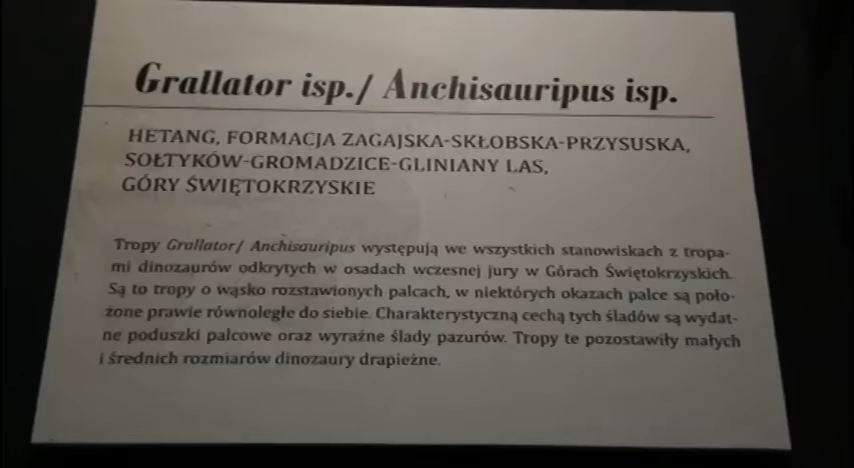 Grallator isp./ Anchisauripus isp.
HETANG, FORMACJA ZAGAJSKA-SKŁOBSKA-PRZYSUSKA,
SOŁTYKÓW-GROMADZICE-GLINIANY LAS,
GÓRY ŚWIĘTOKRZYSKIE
Tropy Grallator/ Anchisauripus występują we wszystkich stanowiskach z tropa-
mi dinozaurów odkrytych w osadach wczesnej jury w Górach Świętokrzyskich.
Są to tropy o wąsko rozstawionych palcach, w niektórych okazach palce są poło-
żone prawie równolegle do siebie. Charakterystyczną cechą tych śladów są wydat-
ne poduszki palcowe oraz wyraźne ślady pazurów. Tropy te pozostawiły małych
i średnich rozmiarów dinozaury drapieżne.